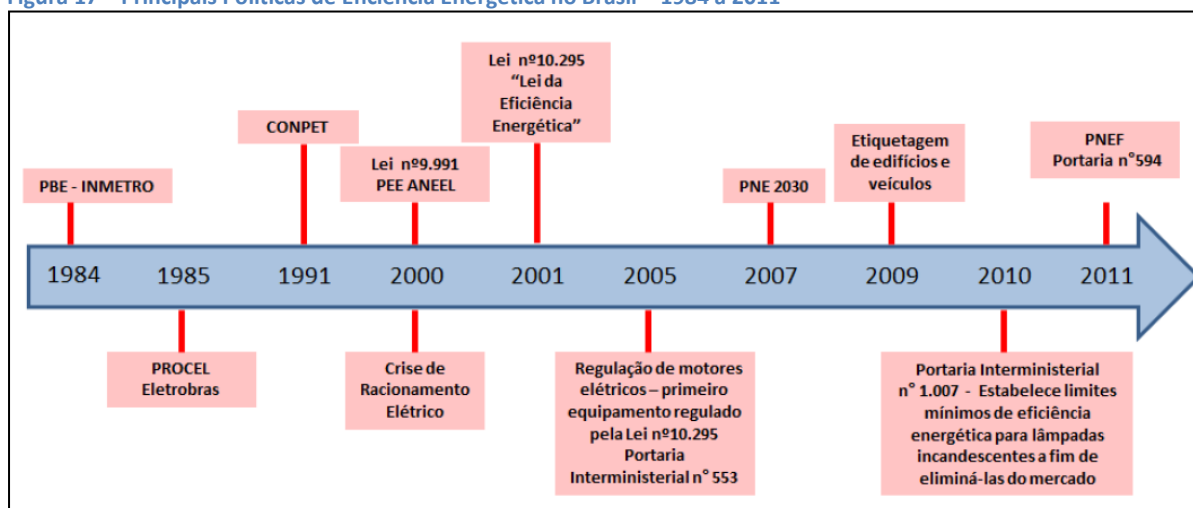 Figura 17 – Principais Políticas de Eficiência Energética no Brasil – 1984 a 2011
Lei nº10.295
“Lei da
Eficiência
Energética”
CONPET
Lei nº9.991
PEE ANEEL
Etiquetagem
de edifícios e
veículos
PNEF
Portaria n°594
PBE - INMETRO
PNE 2030
1984
1985
1991
2000
2001
2005
2007
2009
2010
2011
PROCEL
Eletrobras
Crise de
Racionamento
Elétrico
Regulação de motores
elétricos – primeiro
equipamento regulado
pela Lei nº10.295
Portaria
Interministerial n° 553
Portaria Interministerial
n° 1.007 - Estabelece limites
mínimos de eficiência
energética para lâmpadas
incandescentes a fim de
eliminá-las do mercado